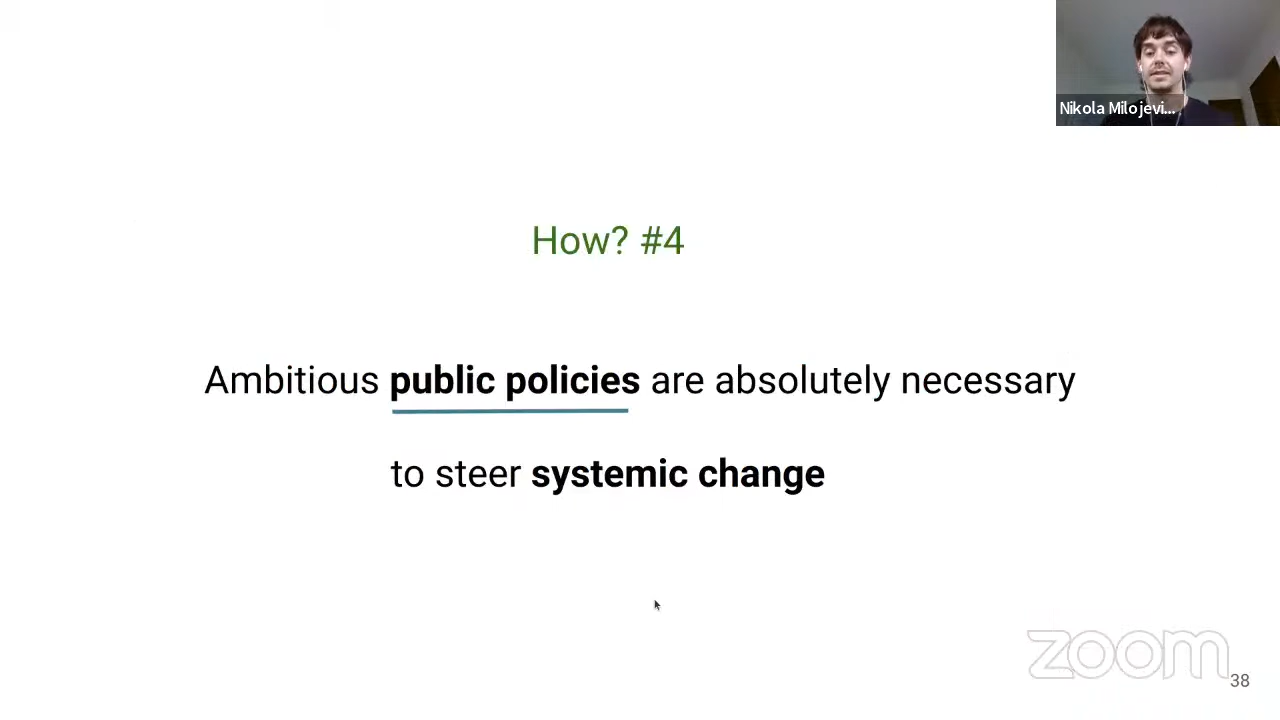 Nikola Milojevi...
How? #4
Ambitious public policies are absolutely necessary
to steer systemic change
zoom
38